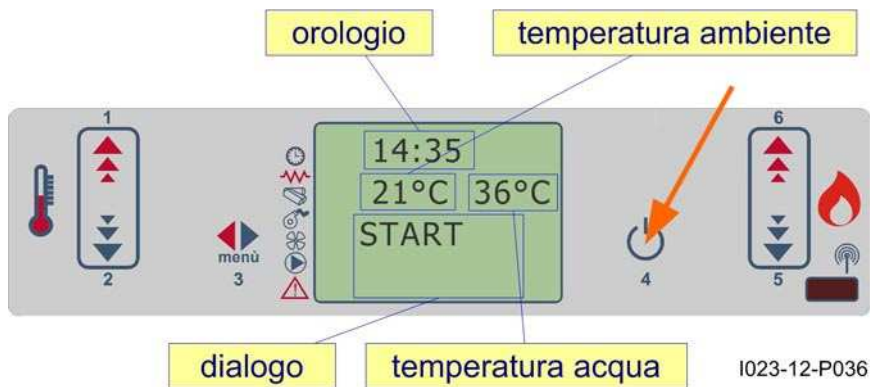 orologio
temperatura ambiente
1
6
14:35
21°C 36°C
START
menù
2
3
4
5
dialogo
temperatura acqua
I023-12-P036